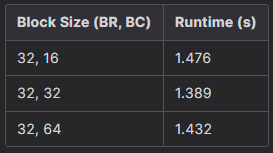 Block Size (BR, BC) Runtime (s)
32, 16 1.476
32, 32 1.389
32, 64 1.432